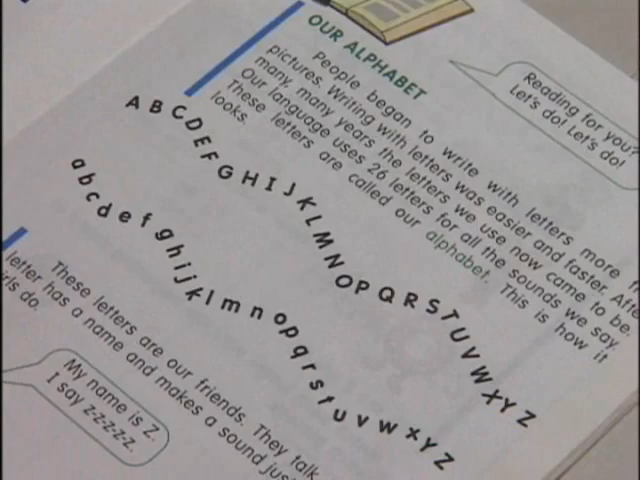 OUR ALPHABET
People began to write with letters more
pictures. Writing with letters was easier and faster.
many, many years the letters we use now came to be.
Our language uses 26 letters for all the sounds we say.
These letters are called our alphabet. This is how it
looks.
Reading for you?
Let's do! Let's do!
A B C D E F G H I J K L M N O P Q R S T U V W X Y Z
a b c d e f g h i j k l m n o p q r s t u v w x y z
These letters are our friends. They talk
letter has a name and makes a sound
do.
My name is Z.
I say z-z-z-z-z.